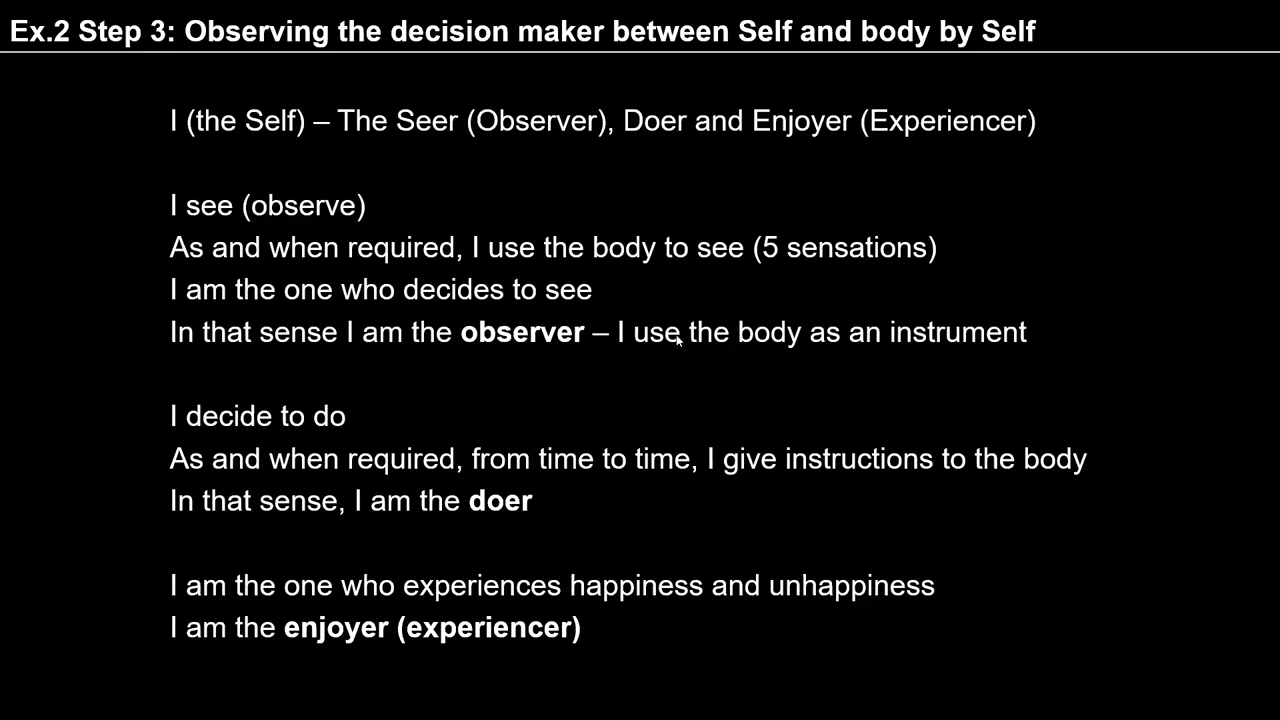 Ex.2 Step 3: Observing the decision maker between Self and body by Self
I (the Self) – The Seer (Observer), Doer and Enjoyer (Experiencer)
I see (observe)
As and when required, I use the body to see (5 sensations)
I am the one who decides to see
In that sense I am the observer – I use the body as an instrument
I decide to do
As and when required, from time to time, I give instructions to the body
In that sense, I am the doer
I am the one who experiences happiness and unhappiness
I am the enjoyer (experiencer)